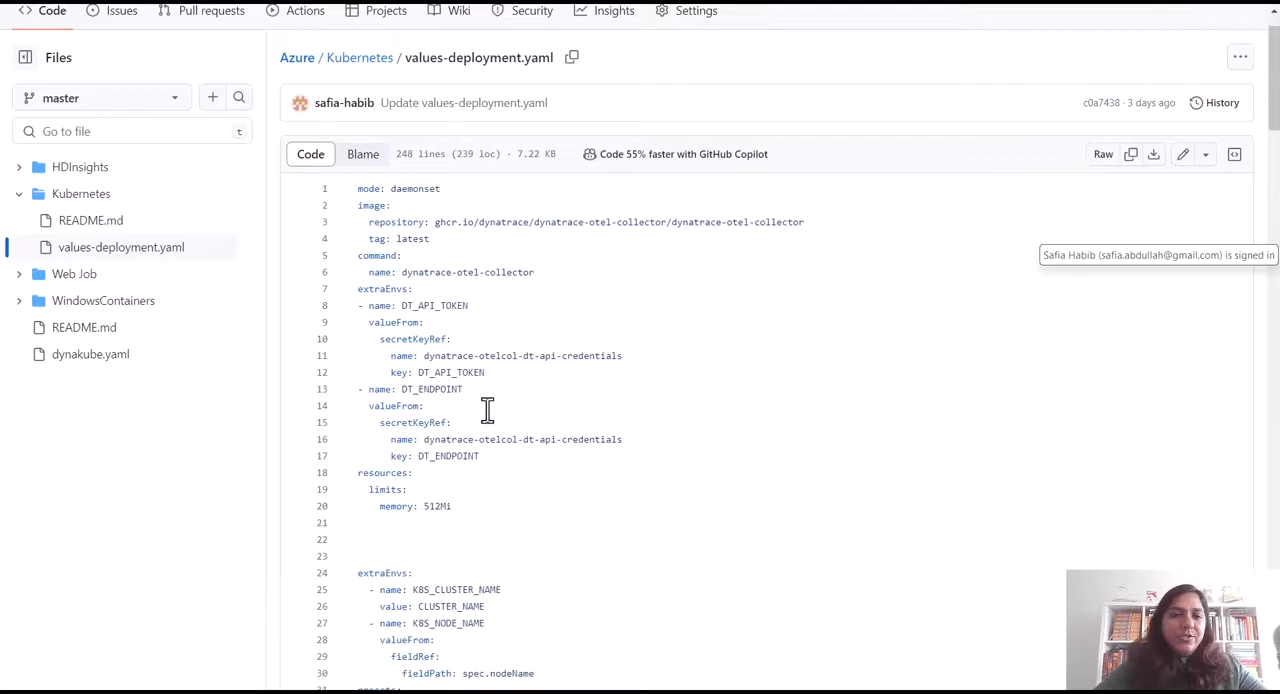 Code Issues Pull requests Actions Projects Wiki Security Insights Settings
Files
Azure / Kubernetes / values-deployment.yaml
master
safia-habib Update values-deployment.yaml c0a7438 · 3 days ago History
Go to file t
Code Blame 248 lines (239 loc) · 7.22 KB Code 55% faster with GitHub Copilot Raw
HDInsights
Kubernetes
README.md
values-deployment.yaml
Web Job
WindowsContainers
README.md
dynakube.yaml
1 mode: daemonset
2 image:
3 repository: ghcr.io/dynatrace/dynatrace-otel-collector/dynatrace-otel-collector
4 tag: latest
5 command:
6 name: dynatrace-otel-collector
7 extraEnvs:
8 - name: DT_API_TOKEN
9 valueFrom:
10 secretKeyRef:
11 name: dynatrace-otelcol-dt-api-credentials
12 key: DT_API_TOKEN
13 - name: DT_ENDPOINT
14 valueFrom:
15 secretKeyRef:
16 name: dynatrace-otelcol-dt-api-credentials
17 key: DT_ENDPOINT
18 resources:
19 limits:
20 memory: 512Mi
21
22
23
24 extraEnvs:
25 - name: K8S_CLUSTER_NAME
26 value: CLUSTER_NAME
27 - name: K8S_NODE_NAME
28 valueFrom:
29 fieldRef:
30 fieldPath: spec.nodeName
Safia Habib (safia.abdullah@gmail.com) is signed in